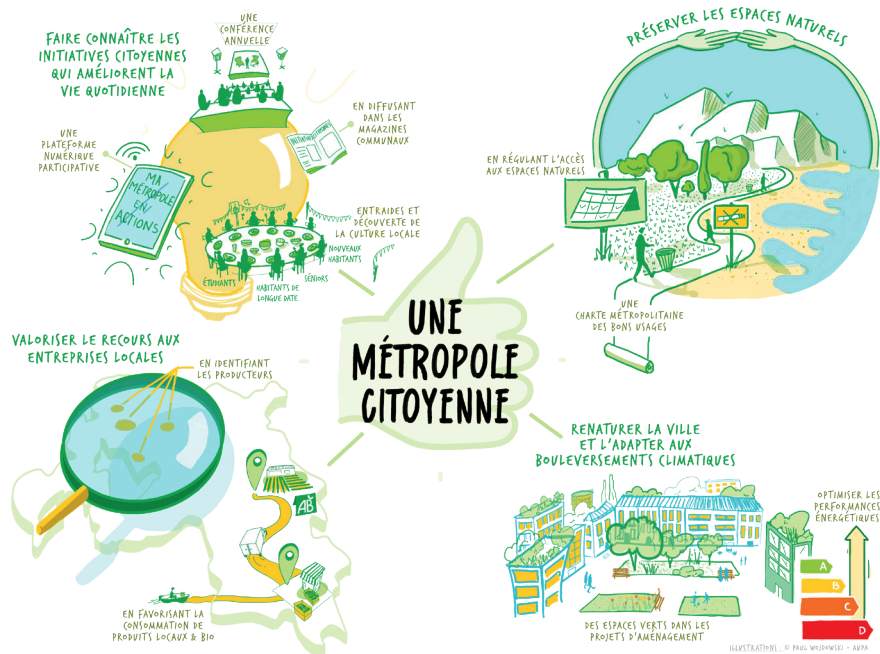 FAIRE CONNAÎTRE LES
INITIATIVES CITOYENNES
QUI AMÉLIORENT LA
VIE QUOTIDIENNE
UNE
CONFÉRENCE
ANNUELLE
UNE
PLATEFORME
NUMÉRIQUE
PARTICIPATIVE
MA
MÉTROPOLE
EN
ACTIONS
EN DIFFUSANT
DANS LES
MAGAZINES
COMMUNAUX
INITIATIVES
ENTRAIDES ET
DÉCOUVERTE DE
LA CULTURE LOCALE
NOUVEAUX
HABITANTS
SÉNIORS
HABITANTS DE
LONGUE DATE
ÉTUDIANTS
PRÉSERVER LES ESPACES NATURELS
EN RÉGULANT L'ACCÈS
AUX ESPACES NATURELS
UNE
CHARTE MÉTROPOLITAINE
DES BONS USAGES
UNE
MÉTROPOLE
CITOYENNE
VALORISER LE RECOURS AUX
ENTREPRISES LOCALES
EN IDENTIFIANT
LES PRODUCTEURS
AB
EN FAVORISANT LA
CONSOMMATION DE
PRODUITS LOCAUX & BIO
RENATURER LA VILLE
ET L'ADAPTER AUX
BOULEVERSEMENTS CLIMATIQUES
OPTIMISER LES
PERFORMANCES
ÉNERGÉTIQUES
A
B
C
D
DES ESPACES VERTS DANS LES
PROJETS D'AMÉNAGEMENT
ILLUSTRATIONS : © PAUL WOJDOWSKI - AUPA